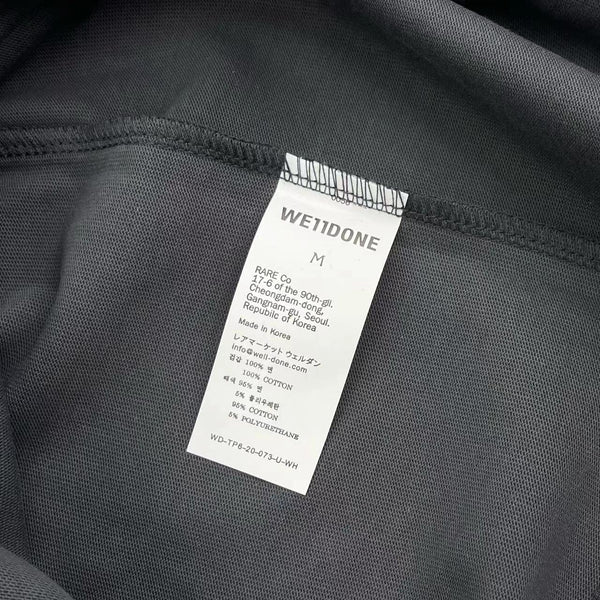 WE11DONE
M
RARE Co
17-6 of the 90th-gil.
Cheongdam-dong,
Gangnam-gu, Seoul.
Republic of Korea
Made in Korea
レアマーケット ウェルダン
info@well-done.com
겉감 100% 면
100% COTTON
배색 95% 면
5% 폴리우레탄
95% COTTON
5% POLYURETHANE
WD-TP6-20-073-U-WH